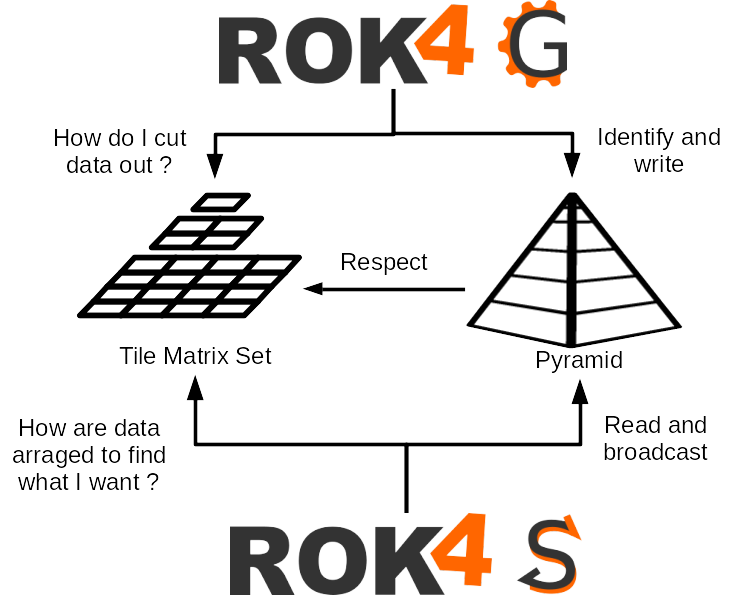 ROK4 G
How do I cut
data out ?
Identify and
write
Respect
Tile Matrix Set
Pyramid
How are data
arraged to find
what I want ?
Read and
broadcast
ROK4 S